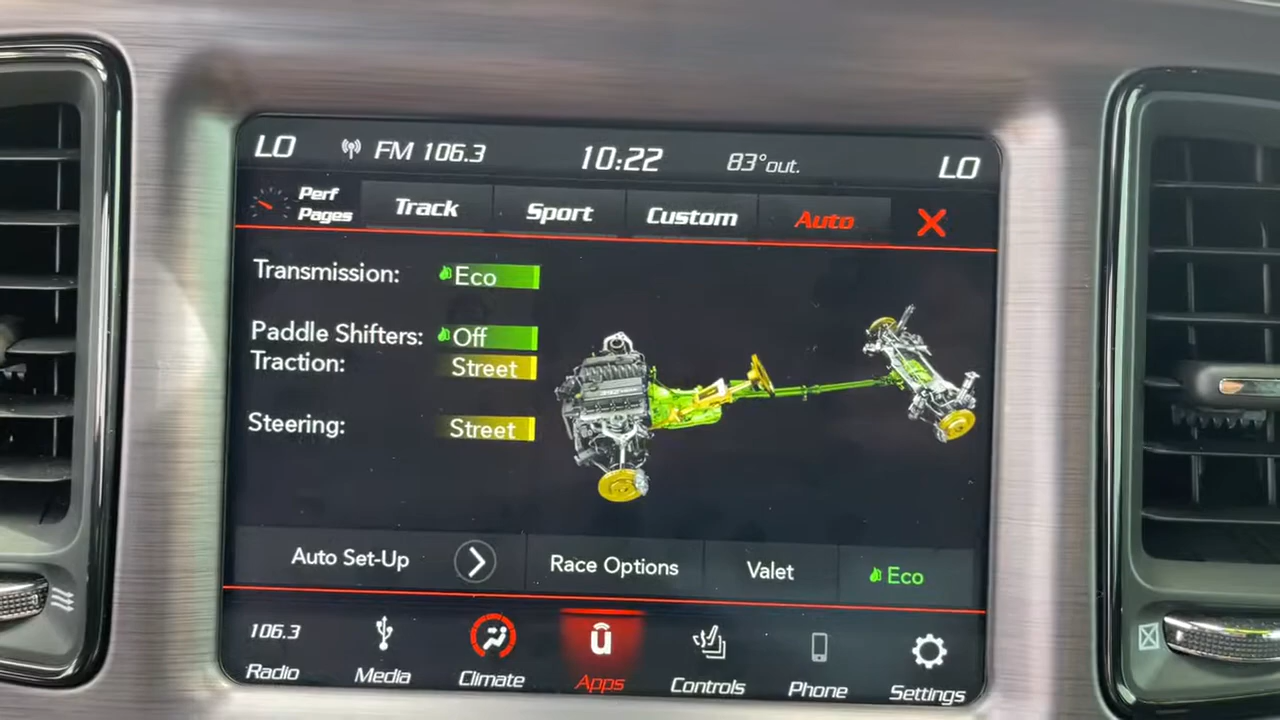 LO FM 106.3 10:22 83° out. LO
Perf
Pages
Track Sport Custom Auto X
Transmission: Eco
Paddle Shifters: Off
Traction: Street
Steering: Street
Auto Set-Up Race Options Valet Eco
106.3
Radio Media Climate Apps Controls Phone Settings